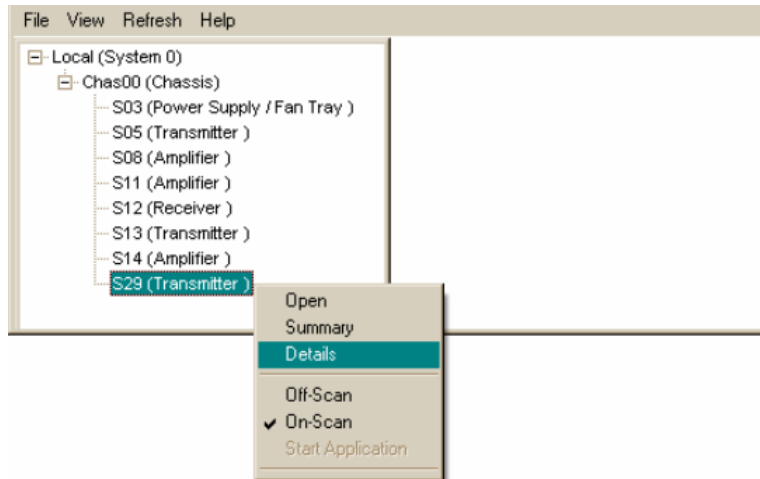 File View Refresh Help
Local (System 0)
Chas00 (Chassis)
S03 (Power Supply / Fan Tray )
S05 (Transmitter )
S08 (Amplifier )
S11 (Amplifier )
S12 (Receiver )
S13 (Transmitter )
S14 (Amplifier )
S29 (Transmitter )
Open
Summary
Details
Off-Scan
On-Scan
Start Application